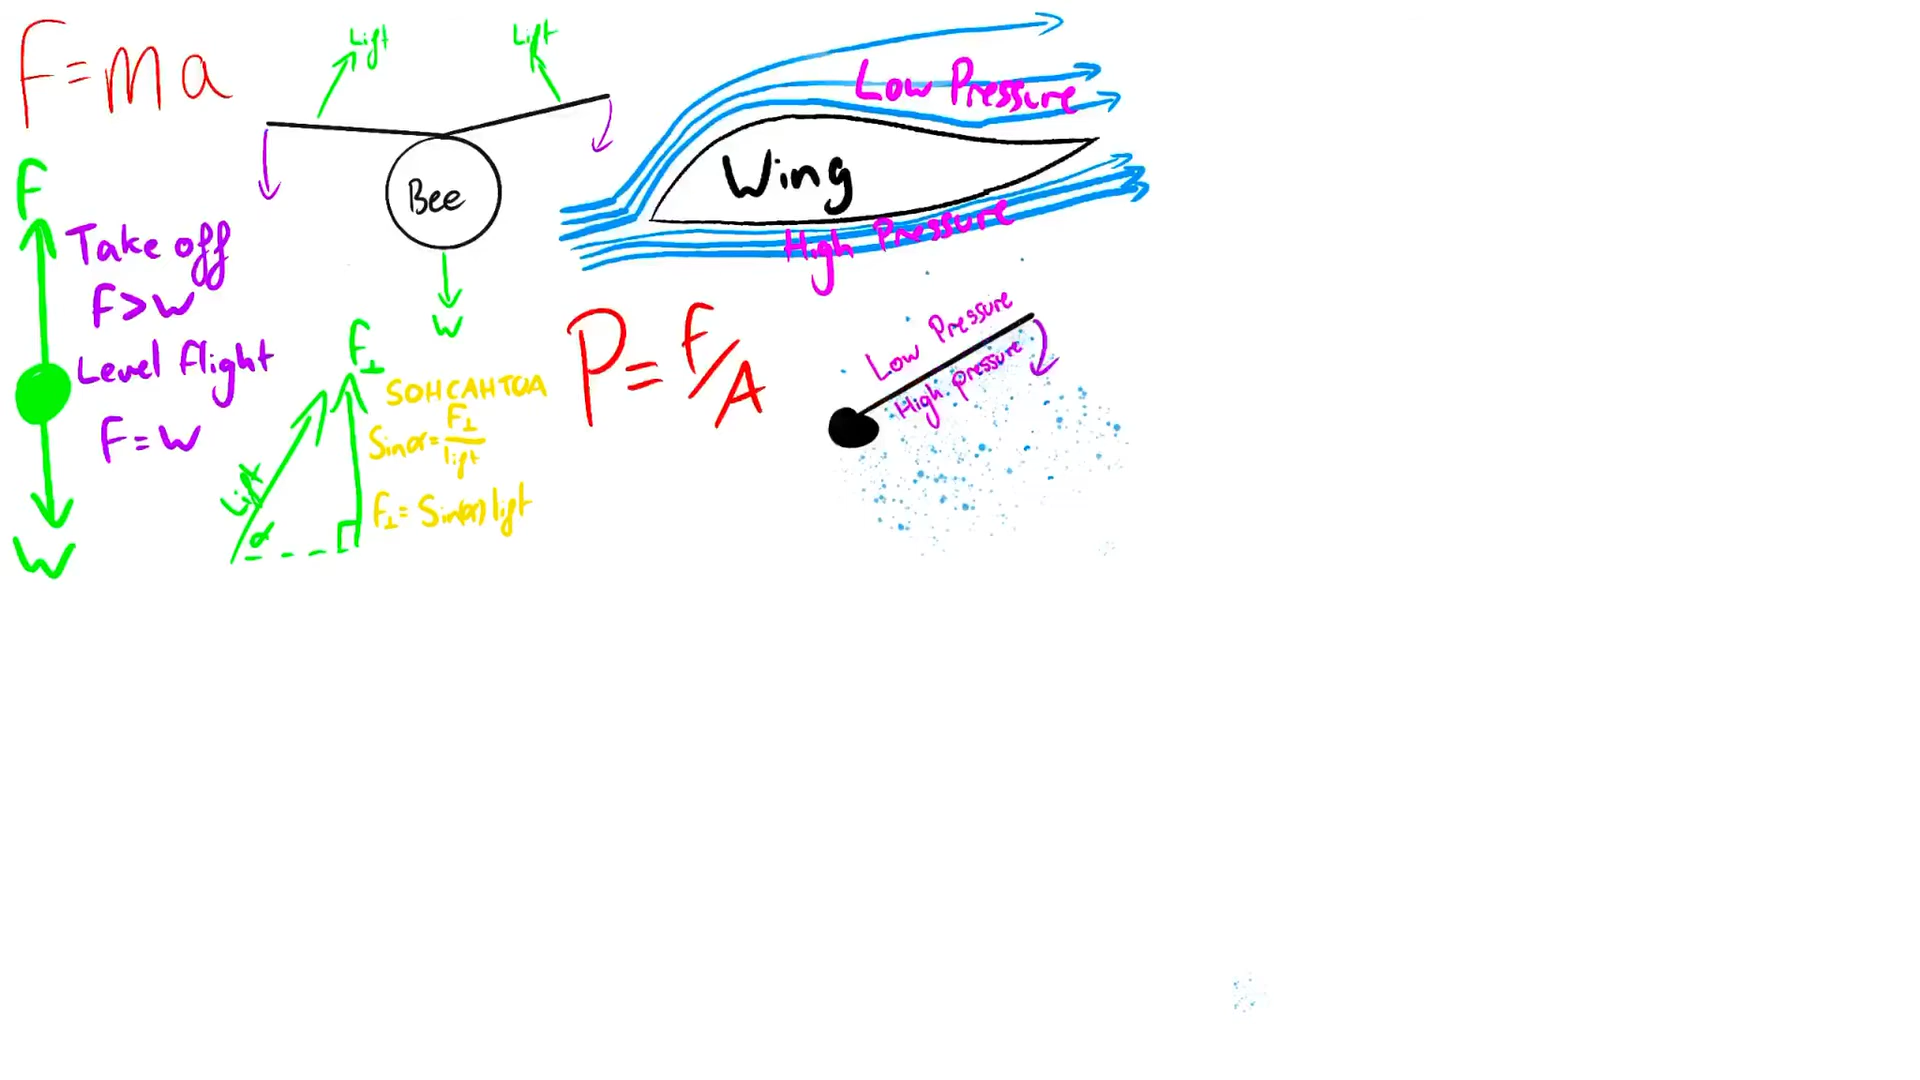 F=ma
Lift
Lift
Bee
W
F
Take off
F>W
Level flight
F=W
W
F⊥
Lift
α
SOHCAHTOA
Sinα=F⊥/lift
F⊥=Sin(α)lift
Low Pressure
Wing
High Pressure
P=F/A
Low Pressure
High pressure